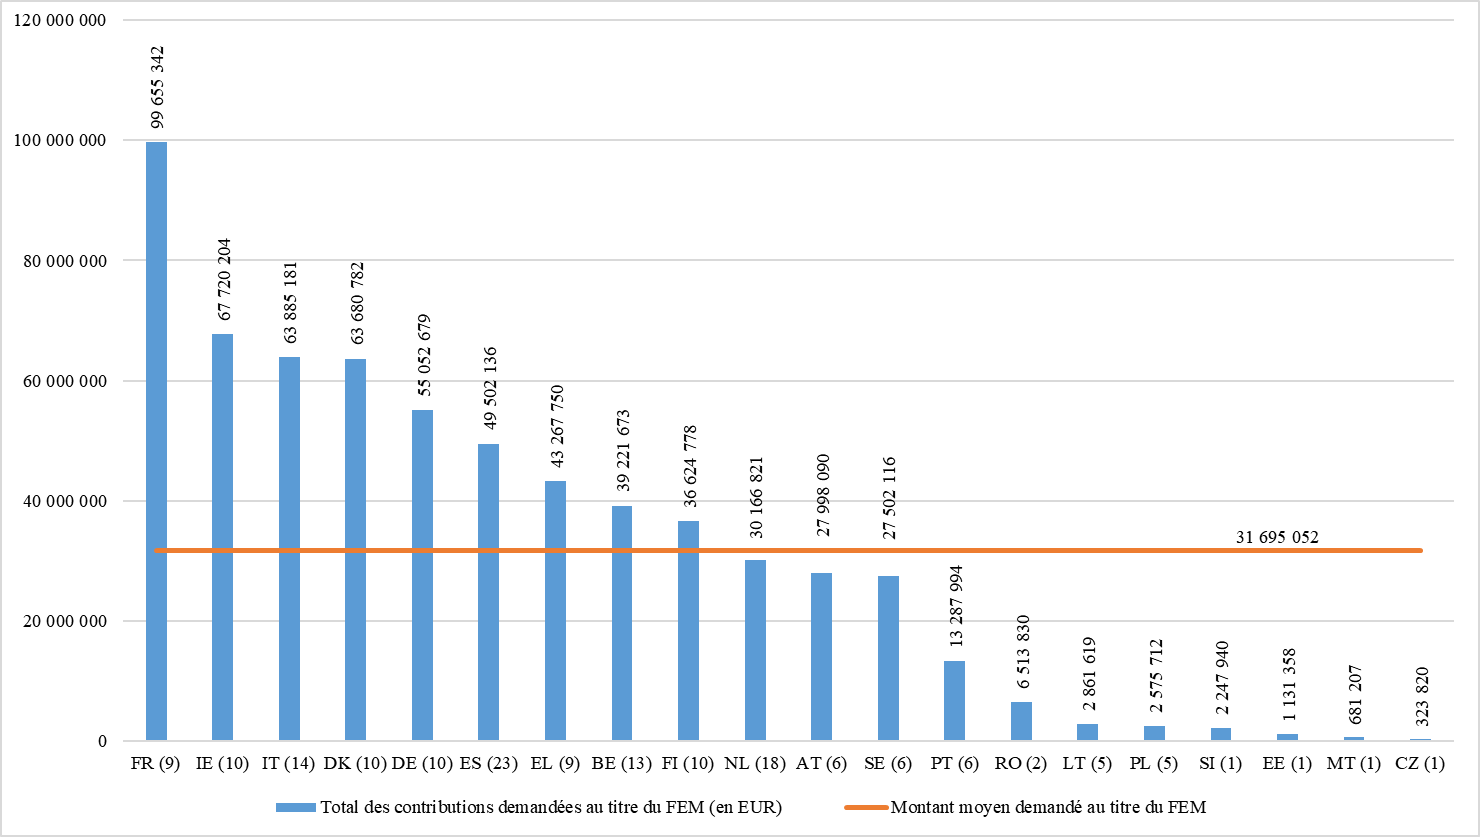 120 000 000
100 000 000
80 000 000
60 000 000
40 000 000
20 000 000
0
99 655 342
67 720 204
63 885 181
63 680 782
55 052 679
49 502 136
43 267 750
39 221 673
36 624 778
30 166 821
27 998 090
27 502 116
13 287 994
6 513 830
2 861 619
2 575 712
2 247 940
1 131 358
681 207
323 820
31 695 052
FR (9) IE (10) IT (14) DK (10) DE (10) ES (23) EL (9) BE (13) FI (10) NL (18) AT (6) SE (6) PT (6) RO (2) LT (5) PL (5) SI (1) EE (1) MT (1) CZ (1)
Total des contributions demandées au titre du FEM (en EUR) Montant moyen demandé au titre du FEM